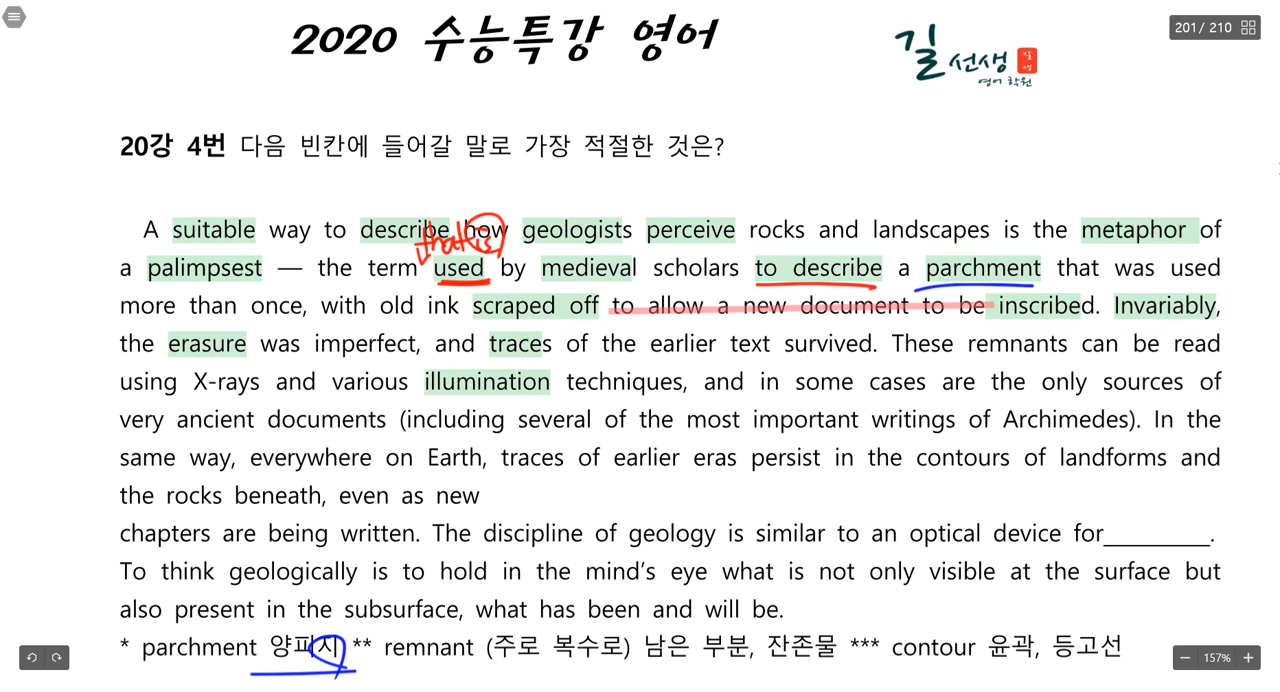 201/ 210
2020 수능특강 영어
길선생
영어 학원
20강 4번 다음 빈칸에 들어갈 말로 가장 적절한 것은?
A suitable way to describe how geologists perceive rocks and landscapes is the metaphor of
that is
a palimpsest — the term used by medieval scholars to describe a parchment that was used
more than once, with old ink scraped off to allow a new document to be inscribed. Invariably,
the erasure was imperfect, and traces of the earlier text survived. These remnants can be read
using X-rays and various illumination techniques, and in some cases are the only sources of
very ancient documents (including several of the most important writings of Archimedes). In the
same way, everywhere on Earth, traces of earlier eras persist in the contours of landforms and
the rocks beneath, even as new
chapters are being written. The discipline of geology is similar to an optical device for_________.
To think geologically is to hold in the mind's eye what is not only visible at the surface but
also present in the subsurface, what has been and will be.
* parchment 양피지 ** remnant (주로 복수로) 남은 부분, 잔존물 *** contour 윤곽, 등고선
157%